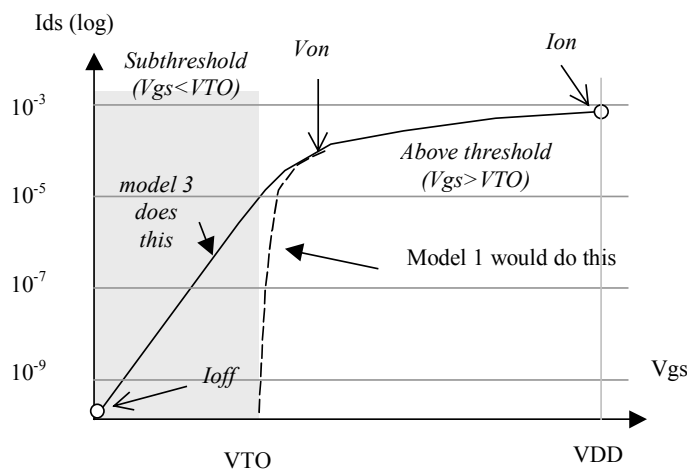 Ids (log)
Subthreshold
(Vgs<VTO)
Von
Ion
10⁻³
Above threshold
(Vgs>VTO)
10⁻⁵
model 3
does
this
Model 1 would do this
10⁻⁷
10⁻⁹
Ioff
Vgs
VTO
VDD